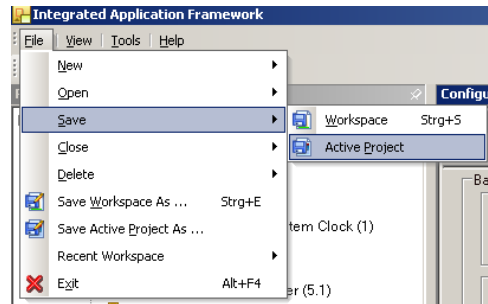 Integrated Application Framework
File View Tools Help
New
Open
Configu
Save
Workspace Strg+S
Close
Active Project
Delete
Ba
Save Workspace As ... Strg+E
Save Active Project As ...
tem Clock (1)
Recent Workspace
Exit Alt+F4
er (5.1)